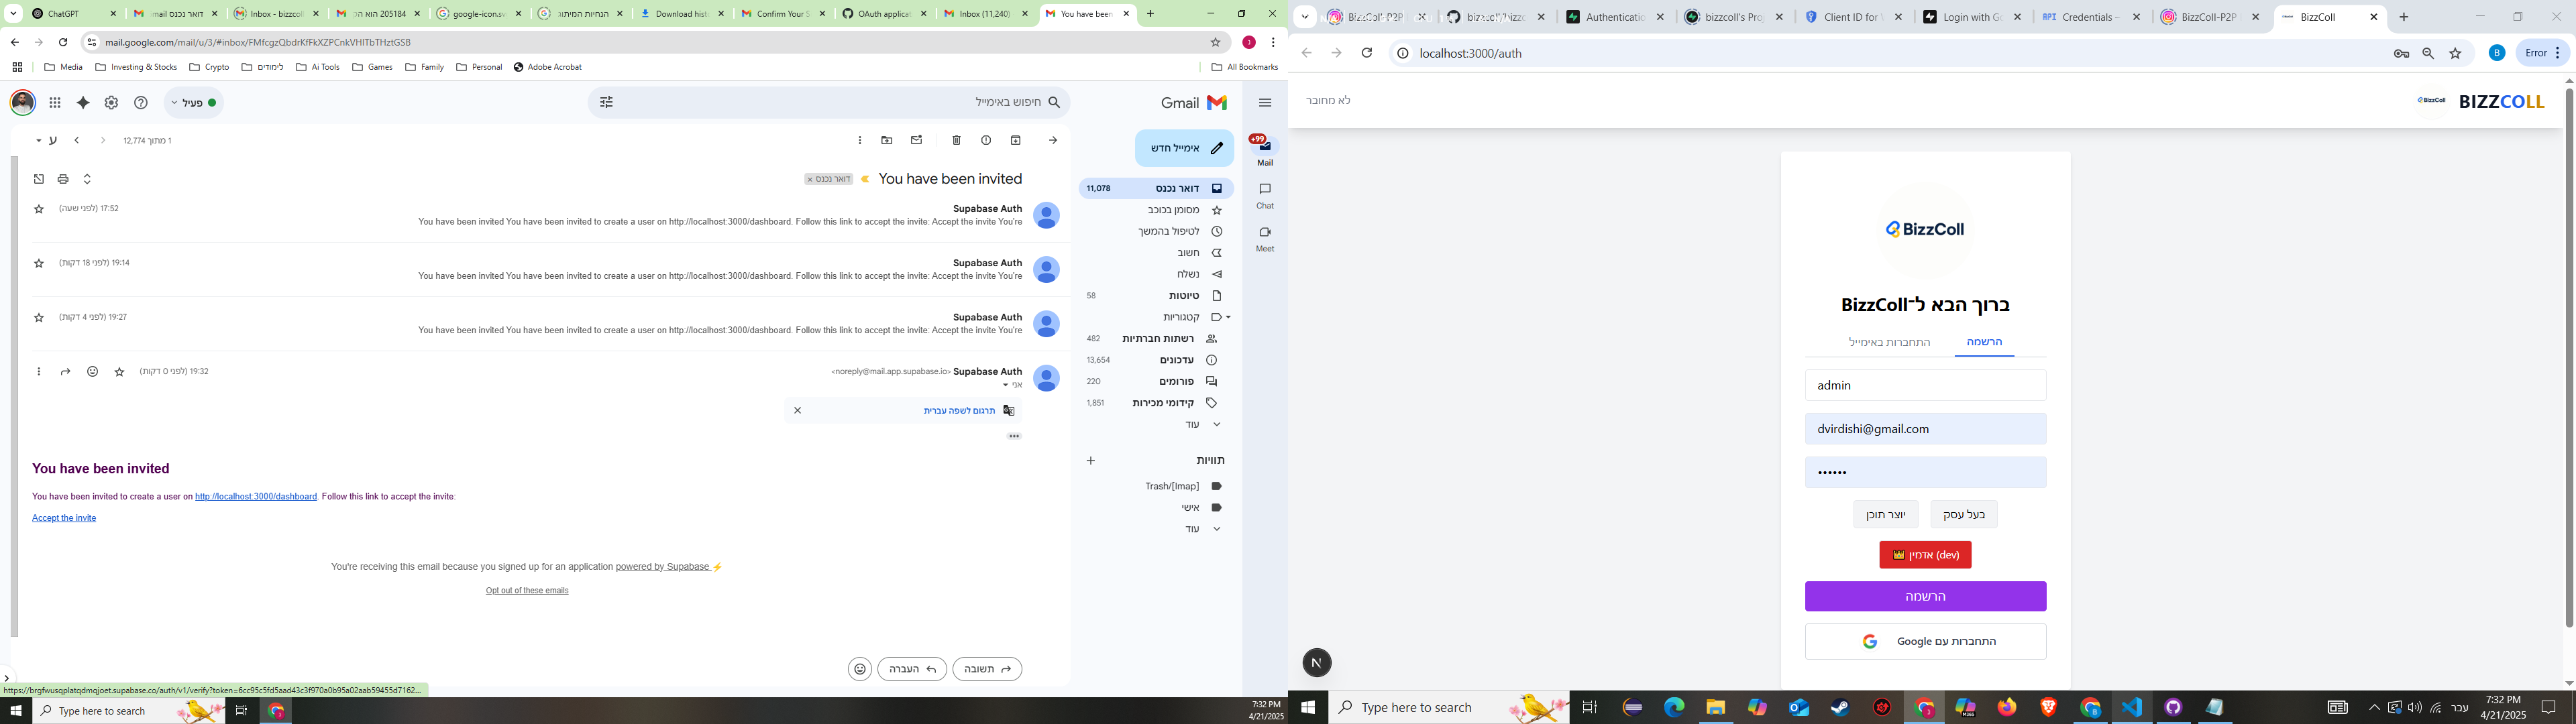 ChatGPT
דואר נכנס
Inbox - bizzcoll
205184 הוא הק
google-icon.sv
הנחיות המיתוג
Download hist
Confirm Your S
OAuth applicat
Inbox (11,240)
You have been
mail.google.com/mail/u/3/#inbox/FMfcgzQbdrKfFkXZPCnkVHlTbTHztGSB
Media
Investing & Stocks
Crypto
לימודים
Ai Tools
Games
Family
Personal
Adobe Acrobat
All Bookmarks
פעיל
חיפוש באימייל
Gmail
1 מתוך 12,774
ע
אימייל חדש
99+
Mail
Chat
Meet
דואר נכנס 11,078
מסומן בכוכב
לטיפול בהמשך
חשוב
נשלח
טיוטות 58
קטגוריות
רשתות חברתיות 482
עדכונים 13,654
פורומים 220
קידומי מכירות 1,851
עוד
תוויות
[Imap]/Trash
אישי
עוד
You have been invited
דואר נכנס ×
Supabase Auth
17:52 (לפני שעה)
You have been invited You have been invited to create a user on http://localhost:3000/dashboard. Follow this link to accept the invite: Accept the invite You're
Supabase Auth
19:14 (לפני 18 דקות)
You have been invited You have been invited to create a user on http://localhost:3000/dashboard. Follow this link to accept the invite: Accept the invite You're
Supabase Auth
19:27 (לפני 4 דקות)
You have been invited You have been invited to create a user on http://localhost:3000/dashboard. Follow this link to accept the invite: Accept the invite You're
Supabase Auth <noreply@mail.app.supabase.io>
19:32 (לפני 0 דקות)
אני
תרגום לשפה עברית
You have been invited
You have been invited to create a user on http://localhost:3000/dashboard. Follow this link to accept the invite:
Accept the invite
You're receiving this email because you signed up for an application powered by Supabase ⚡
Opt out of these emails
תשובה
העברה
https://brgfwusqplatqdmqjoet.supabase.co/auth/v1/verify?token=6cc95c5fd5aad43c3f970a0b95a02aab59455d7162...
Type here to search
7:32 PM
4/21/2025
BizzColl-P2P
bizzcoll/bizzc
Authenticatio
bizzcoll's Proj
Client ID for
Login with Go
Credentials –
BizzColl-P2P
BizzColl
localhost:3000/auth
Error
לא מחובר
BizzColl
BIZZCOLL
BizzColl
ברוך הבא ל־BizzColl
הרשמה
התחברות באימייל
admin
dvirdishi@gmail.com
••••••
בעל עסק
יוצר תוכן
👑 אדמין (dev)
הרשמה
התחברות עם Google
N
Type here to search
עבר
7:32 PM
4/21/2025